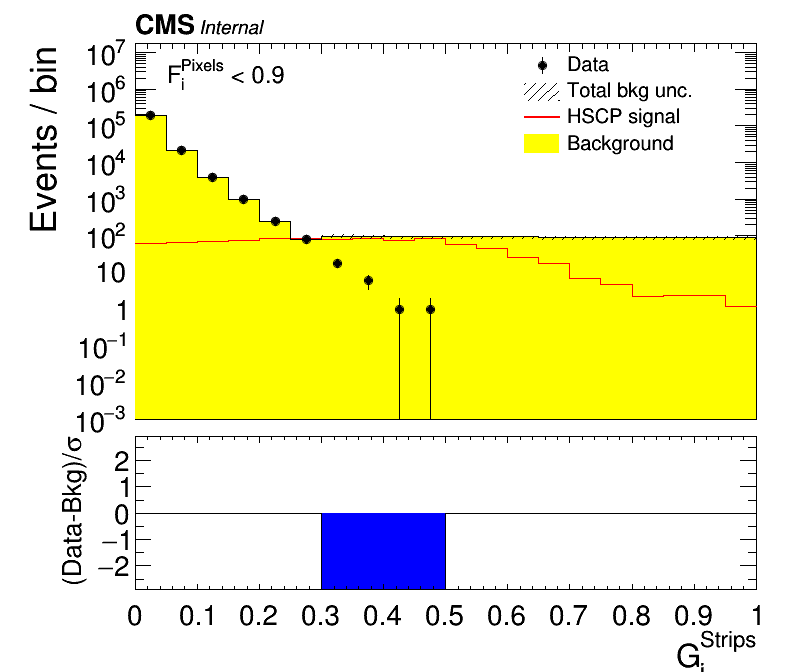 CMS Internal
F_i^Pixels < 0.9
Data
Total bkg unc.
HSCP signal
Background
Events / bin
10^7
10^6
10^5
10^4
10^3
10^2
10
1
10^−1
10^−2
10^−3
(Data-Bkg)/σ
2
1
0
−1
−2
0 0.1 0.2 0.3 0.4 0.5 0.6 0.7 0.8 0.9 1
G_i^Strips